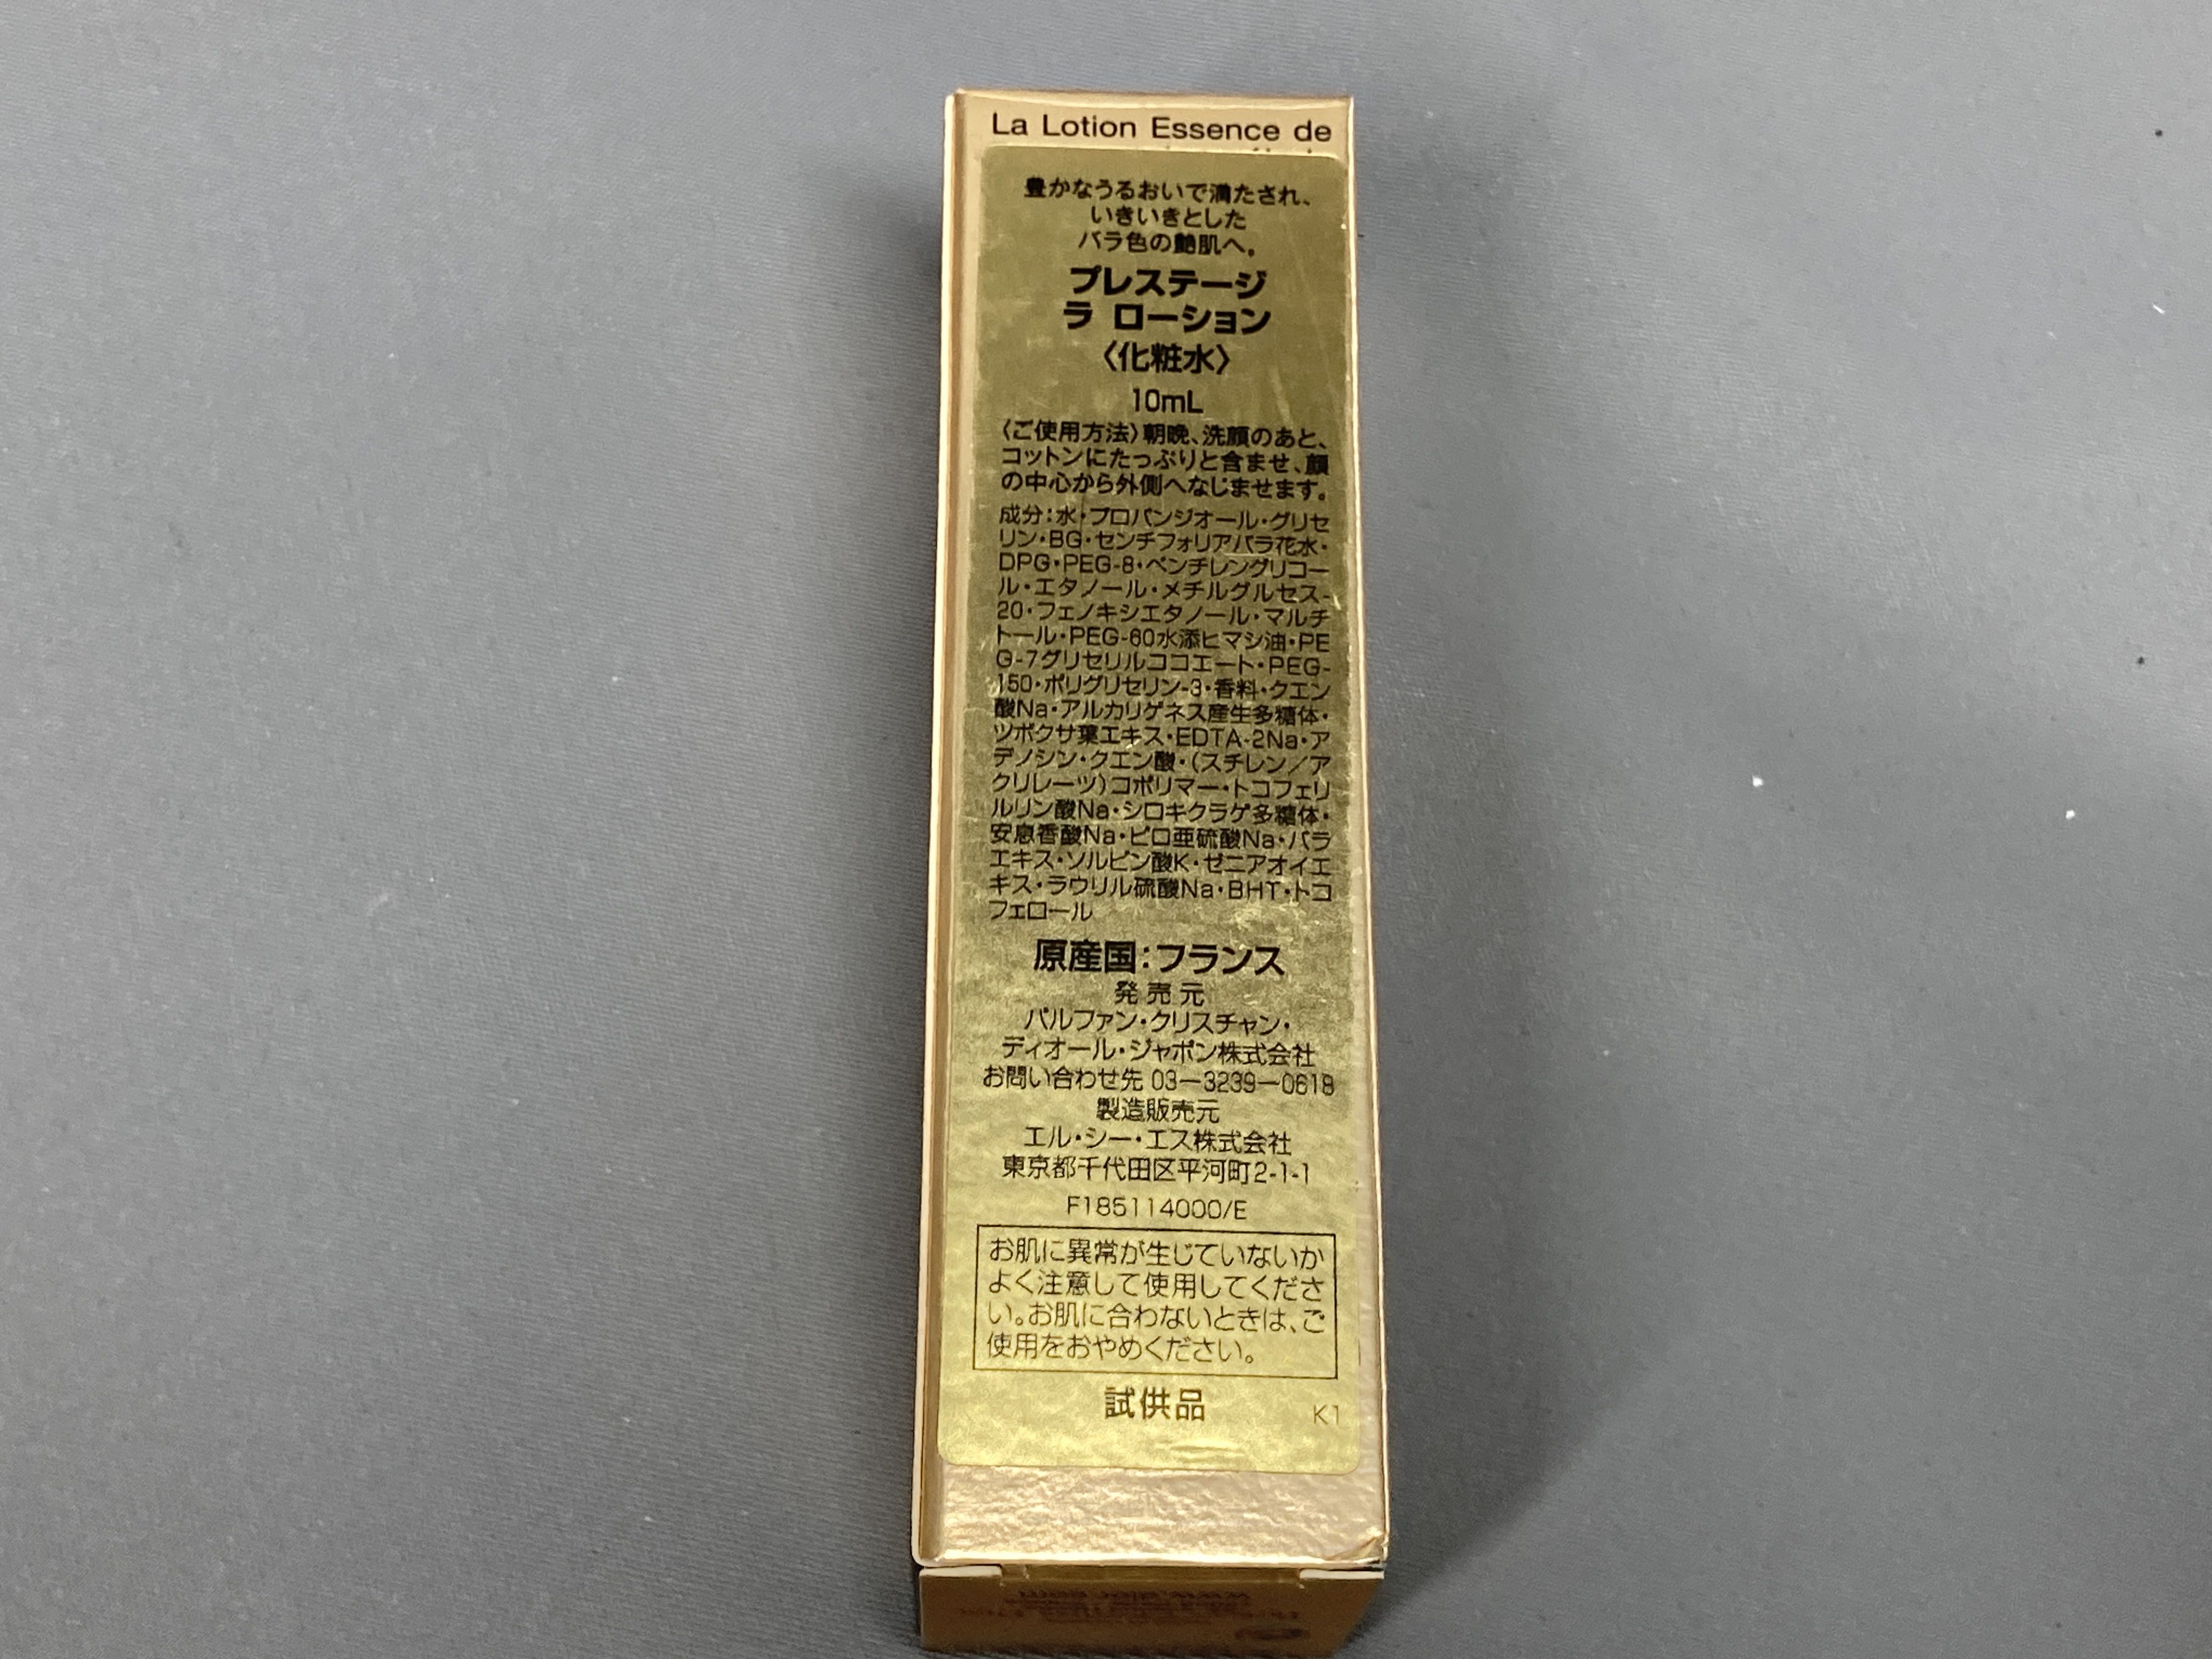 La Lotion Essence de
豊かなうるおいで満たされ、
いきいきとした
バラ色の艶肌へ。
プレステージ
ラ ローション
〈化粧水〉
10mL
〈ご使用方法〉朝晩、洗顔のあと、
コットンにたっぷりと含ませ、顔
の中心から外側へなじませます。
成分：水・プロパンジオール・グリセ
リン・BG・センチフォリアバラ花水・
DPG・PEG-8・ペンチレングリコー
ル・エタノール・メチルグルセス-
20・フェノキシエタノール・マルチ
トール・PEG-60水添ヒマシ油・PE
G-7グリセリルココエート・PEG-
150・ポリグリセリン-3・香料・クエン
酸Na・アルカリゲネス産生多糖体・
ツボクサ葉エキス・EDTA-2Na・ア
デノシン・クエン酸・(スチレン／ア
クリレーツ)コポリマー・トコフェリ
ルリン酸Na・シロキクラゲ多糖体・
安息香酸Na・ピロ亜硫酸Na・バラ
エキス・ソルビン酸K・ゼニアオイエ
キス・ラウリル硫酸Na・BHT・トコ
フェロール
原産国：フランス
発売元
パルファン・クリスチャン・
ディオール・ジャポン株式会社
お問い合わせ先 03－3239－0618
製造販売元
エル・シー・エス株式会社
東京都千代田区平河町2-1-1
F185114000/E
お肌に異常が生じていないか
よく注意して使用してくださ
い。お肌に合わないときは、ご
使用をおやめください。
試供品
K1